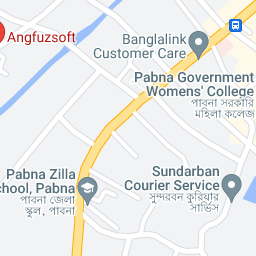 Angfuzsoft
Banglalink
Customer Care
Pabna Government
Womens' College
পাবনা সরকারি
মহিলা কলেজ
Pabna Zilla
chool, Pabna
পাবনা জেলা
স্কুল, পাবনা
Sundarban
Courier Service
সুন্দরবন কুরিয়ার
সার্ভিস